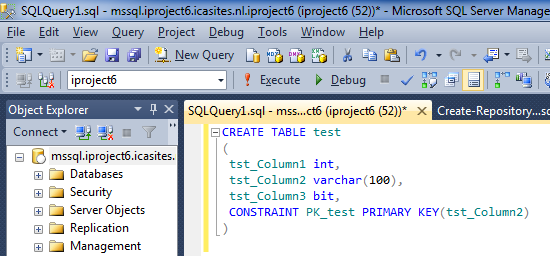 SQLQuery1.sql - mssql.iproject6.icasites.nl.iproject6 (iproject6 (52))* - Microsoft SQL Server Manage
File Edit View Query Project Debug Tools Window Community Help
New Query
iproject6 Execute Debug
Object Explorer
SQLQuery1.sql - mss...ct6 (iproject6 (52))* Create-Repository...sc
Connect
mssql.iproject6.icasites.
Databases
Security
Server Objects
Replication
Management
CREATE TABLE test
(
tst_Column1 int,
tst_Column2 varchar(100),
tst_Column3 bit,
CONSTRAINT PK_test PRIMARY KEY(tst_Column2)
)